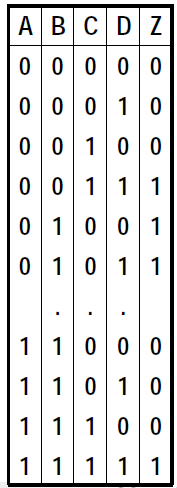 A B C D Z
0 0 0 0 0
0 0 0 1 0
0 0 1 0 0
0 0 1 1 1
0 1 0 0 1
0 1 0 1 1
. . .
1 1 0 0 0
1 1 0 1 0
1 1 1 0 0
1 1 1 1 1